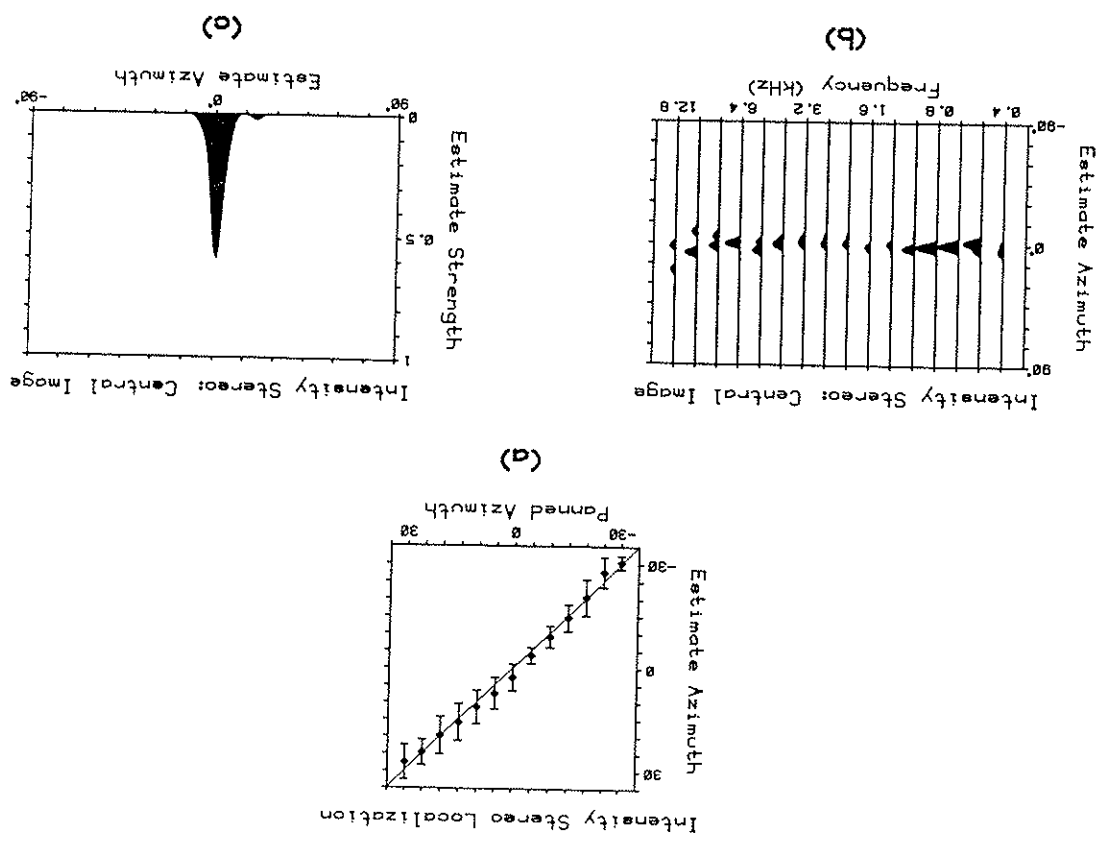 Intensity Stereo Localization
30
0
-30
Estimate Azimuth
-30 0 30
Panned Azimuth
(a)
Intensity Stereo: Central Image
90°
0°
-90°
Estimate Azimuth
0.4 0.8 1.6 3.2 6.4 12.8
Frequency (kHz)
(b)
Intensity Stereo: Central Image
1
0.5
0
Estimate Strength
90° 0° -90°
Estimate Azimuth
(c)